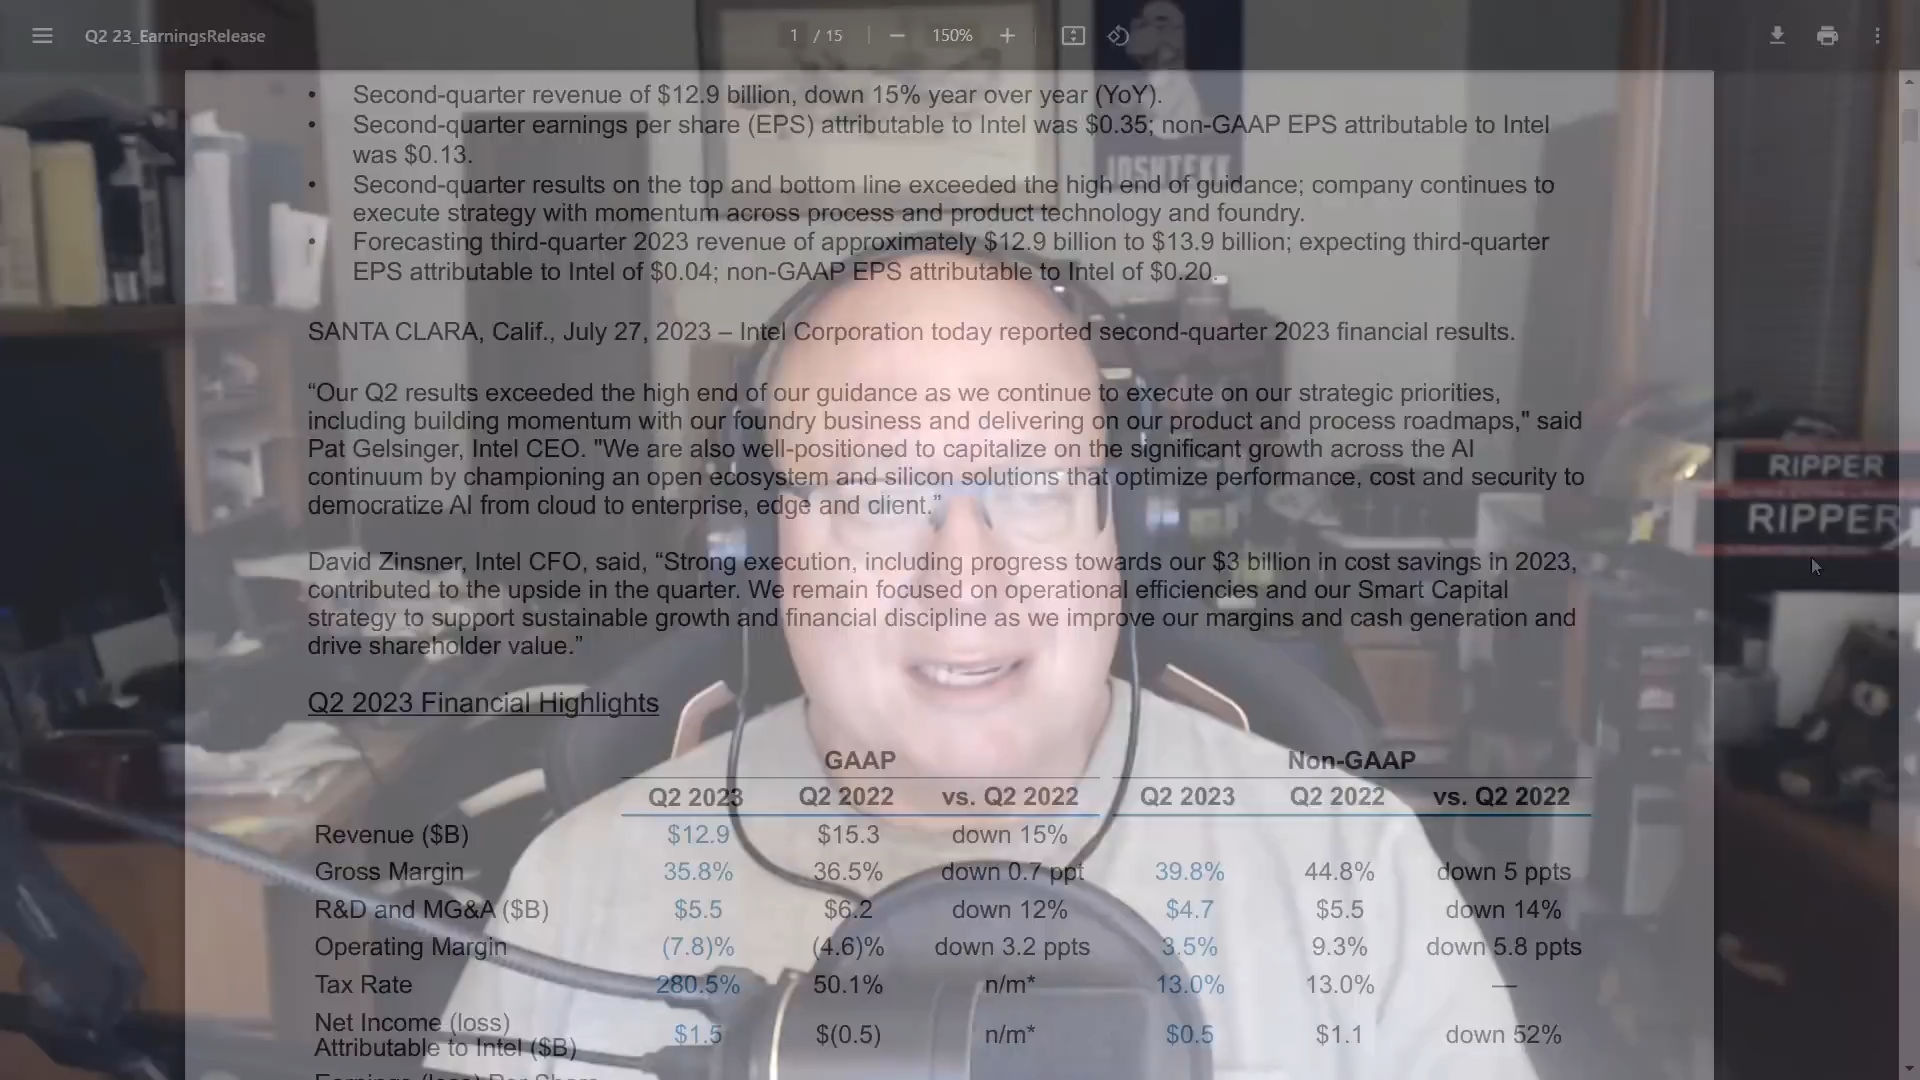 Q2 23_EarningsRelease
1 / 15
150%
• Second-quarter revenue of $12.9 billion, down 15% year over year (YoY).
• Second-quarter earnings per share (EPS) attributable to Intel was $0.35; non-GAAP EPS attributable to Intel
was $0.13.
• Second-quarter results on the top and bottom line exceeded the high end of guidance; company continues to
execute strategy with momentum across process and product technology and foundry.
• Forecasting third-quarter 2023 revenue of approximately $12.9 billion to $13.9 billion; expecting third-quarter
EPS attributable to Intel of $0.04; non-GAAP EPS attributable to Intel of $0.20.
JOSHTEKK
SANTA CLARA, Calif., July 27, 2023 – Intel Corporation today reported second-quarter 2023 financial results.
“Our Q2 results exceeded the high end of our guidance as we continue to execute on our strategic priorities,
including building momentum with our foundry business and delivering on our product and process roadmaps," said
Pat Gelsinger, Intel CEO. "We are also well-positioned to capitalize on the significant growth across the AI
continuum by championing an open ecosystem and silicon solutions that optimize performance, cost and security to
democratize AI from cloud to enterprise, edge and client.”
RIPPER
RIPPER
David Zinsner, Intel CFO, said, “Strong execution, including progress towards our $3 billion in cost savings in 2023,
contributed to the upside in the quarter. We remain focused on operational efficiencies and our Smart Capital
strategy to support sustainable growth and financial discipline as we improve our margins and cash generation and
drive shareholder value.”
Q2 2023 Financial Highlights
GAAP Non-GAAP
Q2 2023 Q2 2022 vs. Q2 2022 Q2 2023 Q2 2022 vs. Q2 2022
Revenue ($B) $12.9 $15.3 down 15%
Gross Margin 35.8% 36.5% down 0.7 ppt 39.8% 44.8% down 5 ppts
R&D and MG&A ($B) $5.5 $6.2 down 12% $4.7 $5.5 down 14%
Operating Margin (7.8)% (4.6)% down 3.2 ppts 3.5% 9.3% down 5.8 ppts
Tax Rate 280.5% 50.1% n/m* 13.0% 13.0% —
Net Income (loss)
Attributable to Intel ($B) $1.5 $(0.5) n/m* $0.5 $1.1 down 52%
Earnings (loss) Per Share